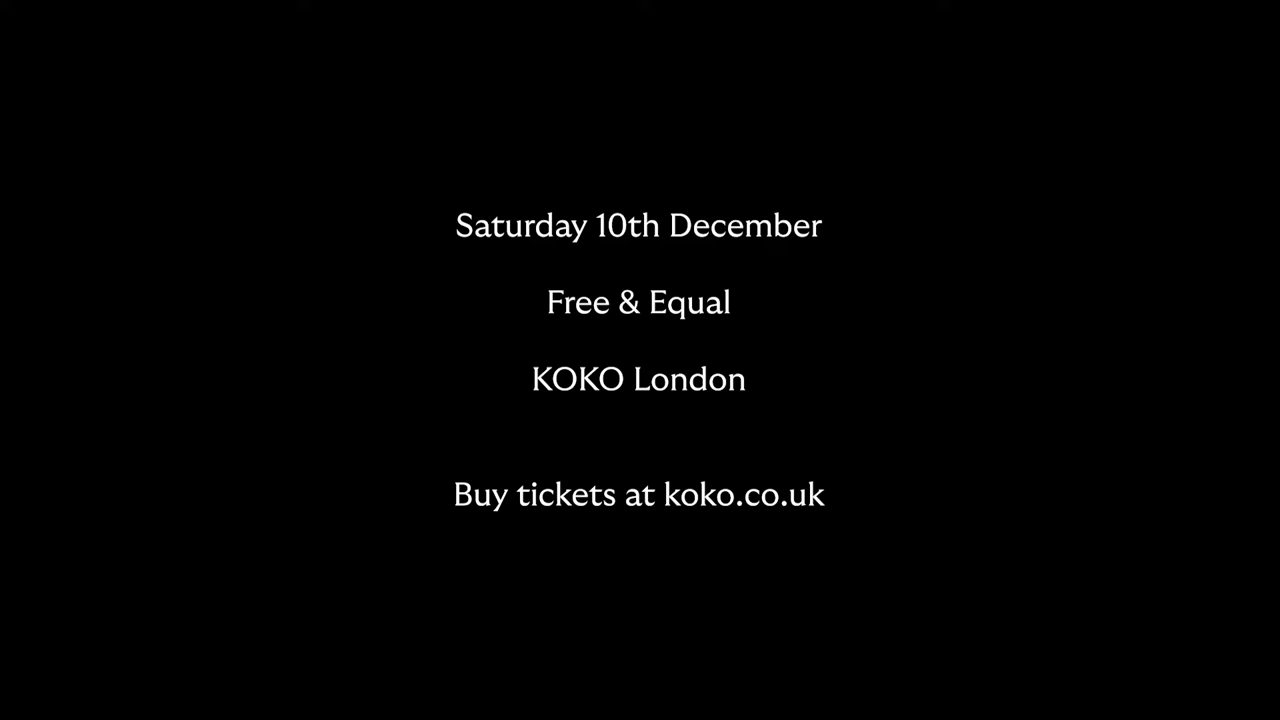 Saturday 10th December
Free & Equal
KOKO London
Buy tickets at koko.co.uk